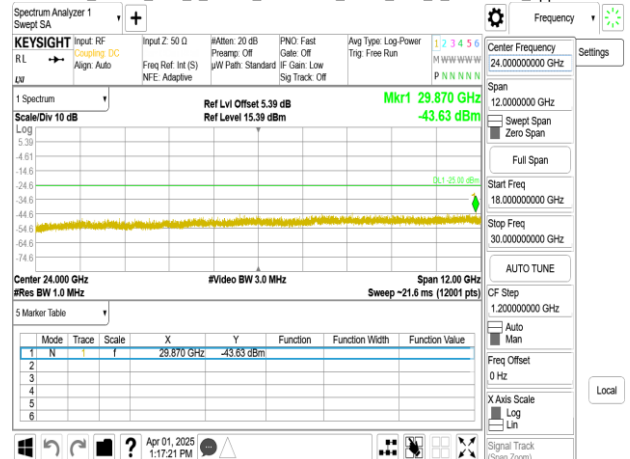 Spectrum Analyzer 1
Swept SA
Frequency
KEYSIGHT
Input: RF
Coupling: DC
Align: Auto
Input Z: 50 Ω
Freq Ref: Int (S)
NFE: Adaptive
#Atten: 20 dB
Preamp: Off
µW Path: Standard
PNO: Fast
Gate: Off
IF Gain: Low
Sig Track: Off
Avg Type: Log-Power
Trig: Free Run
1 2 3 4 5 6
M W W W W W
P N N N N N
RL
LXI
1 Spectrum
Scale/Div 10 dB
Ref Lvl Offset 5.39 dB
Ref Level 15.39 dBm
Mkr1 29.870 GHz
-43.63 dBm
Log
5.39
-4.61
-14.6
-24.6
-34.6
-44.6
-54.6
-64.6
-74.6
DL1 -25.00 dBm
1
Center 24.000 GHz
#Video BW 3.0 MHz
Span 12.00 GHz
#Res BW 1.0 MHz
Sweep ~21.6 ms (12001 pts)
5 Marker Table
Mode Trace Scale X Y Function Function Width Function Value
1 N 1 f 29.870 GHz -43.63 dBm
2
3
4
5
6
Apr 01, 2025
1:17:21 PM
?
Center Frequency
24.000000000 GHz
Span
12.0000000 GHz
Swept Span
Zero Span
Full Span
Start Freq
18.000000000 GHz
Stop Freq
30.000000000 GHz
AUTO TUNE
CF Step
1.200000000 GHz
Auto
Man
Freq Offset
0 Hz
X Axis Scale
Log
Lin
Signal Track
(Span Zoom)
Settings
Local